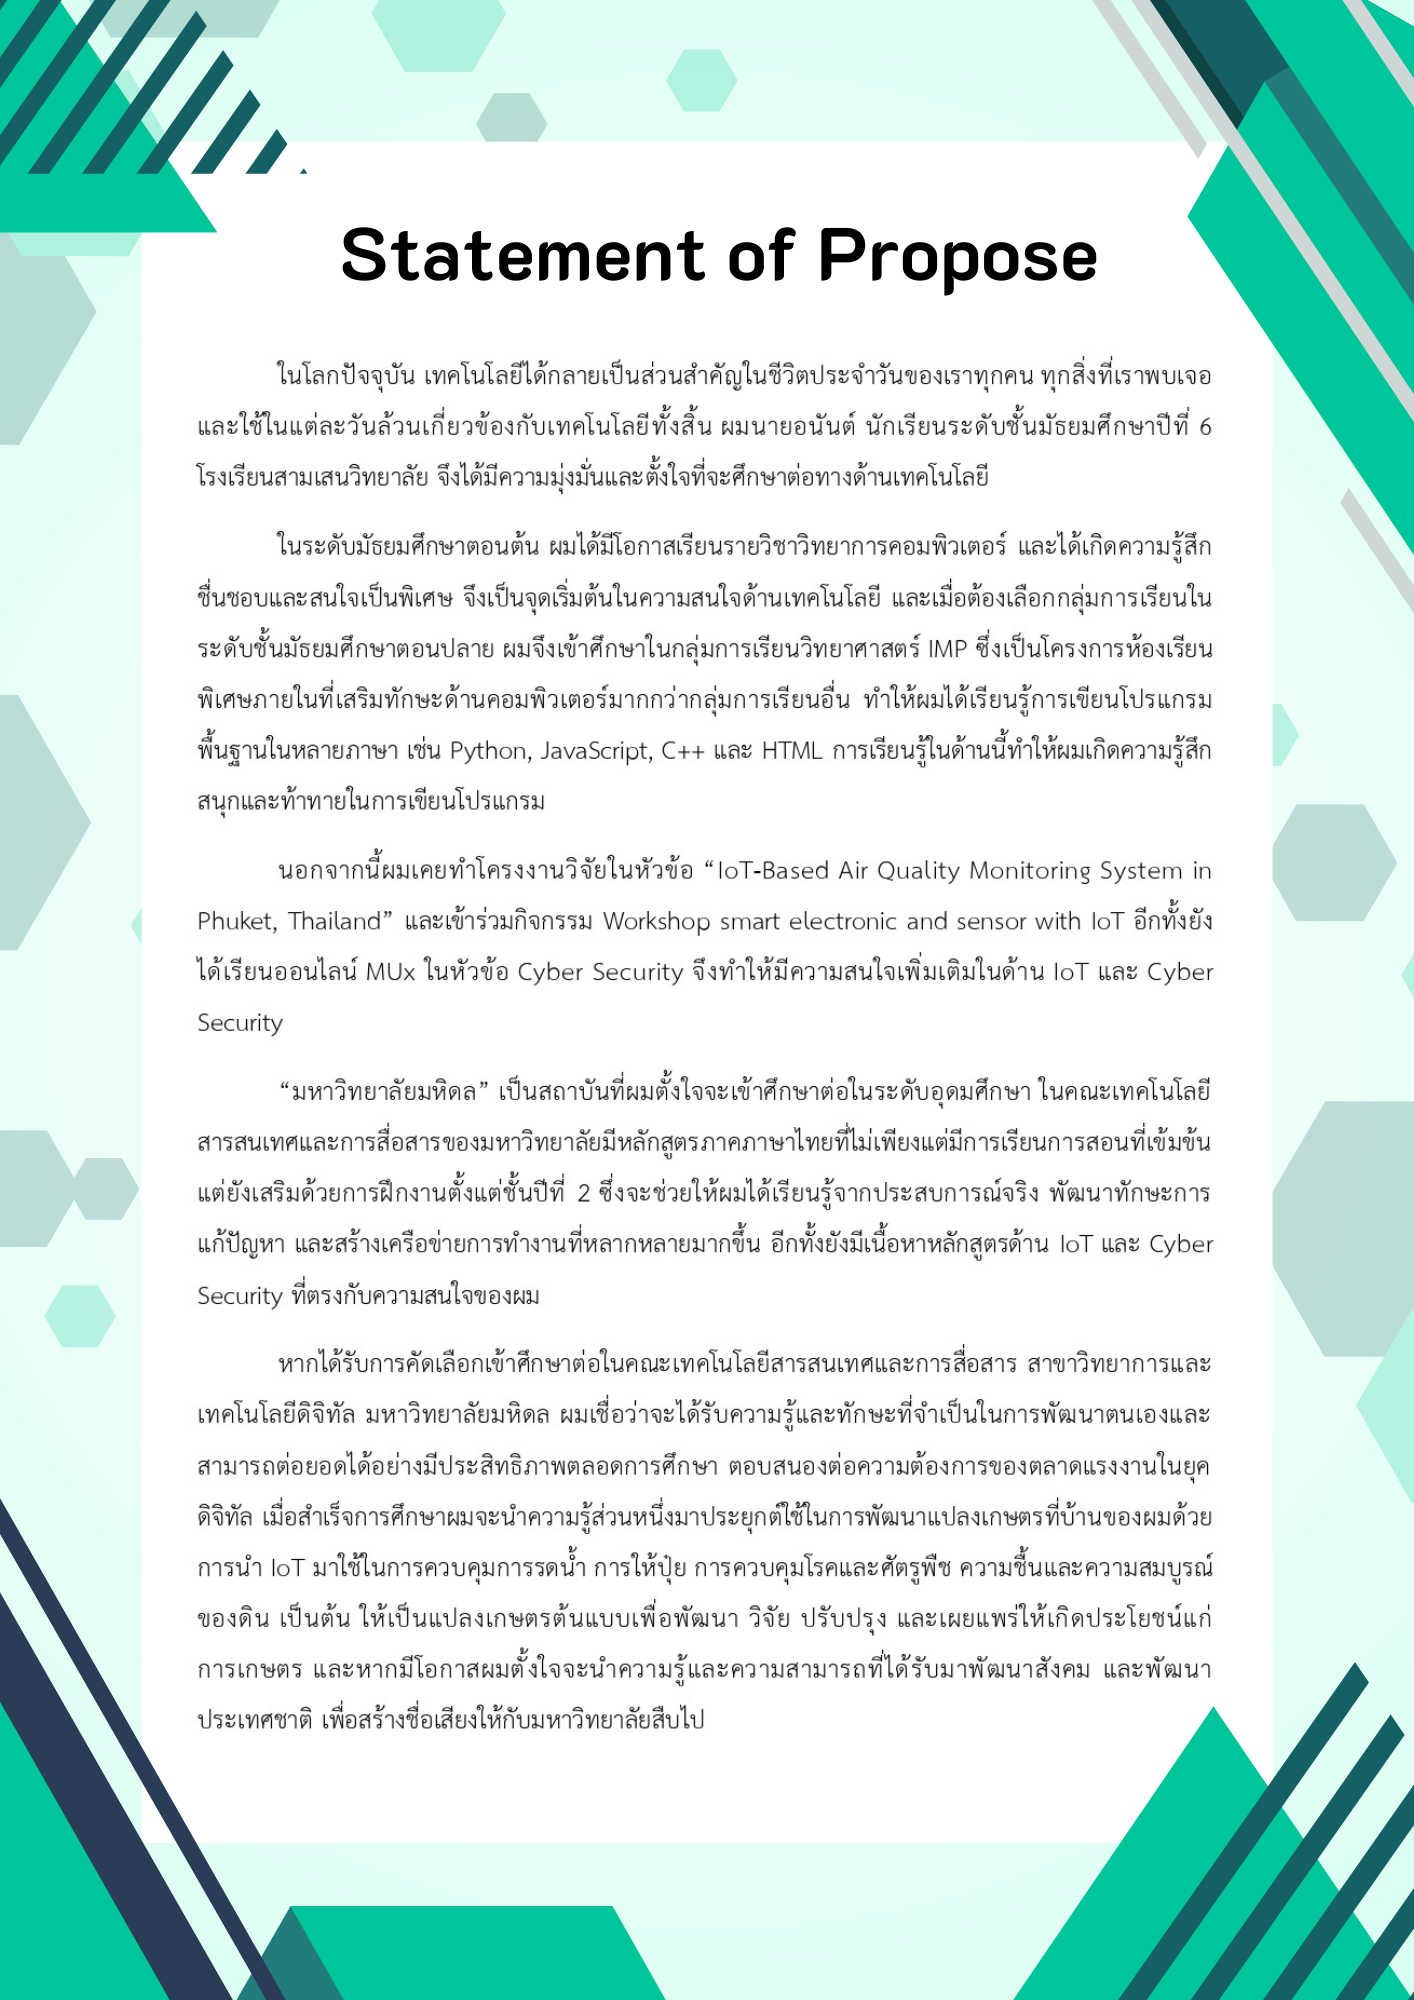 Statement of Propose
ในโลกปัจจุบัน เทคโนโลยีได้กลายเป็นส่วนสำคัญในชีวิตประจำวันของเราทุกคน ทุกสิ่งที่เราพบเจอ
และใช้ในแต่ละวันล้วนเกี่ยวข้องกับเทคโนโลยีทั้งสิ้น ผมนายอนันต์ นักเรียนระดับชั้นมัธยมศึกษาปีที่ 6
โรงเรียนสามเสนวิทยาลัย จึงได้มีความมุ่งมั่นและตั้งใจที่จะศึกษาต่อทางด้านเทคโนโลยี
ในระดับมัธยมศึกษาตอนต้น ผมได้มีโอกาสเรียนรายวิชาวิทยาการคอมพิวเตอร์ และได้เกิดความรู้สึก
ชื่นชอบและสนใจเป็นพิเศษ จึงเป็นจุดเริ่มต้นในความสนใจด้านเทคโนโลยี และเมื่อต้องเลือกกลุ่มการเรียนใน
ระดับชั้นมัธยมศึกษาตอนปลาย ผมจึงเข้าศึกษาในกลุ่มการเรียนวิทยาศาสตร์ IMP ซึ่งเป็นโครงการห้องเรียน
พิเศษภายในที่เสริมทักษะด้านคอมพิวเตอร์มากกว่ากลุ่มการเรียนอื่น ทำให้ผมได้เรียนรู้การเขียนโปรแกรม
พื้นฐานในหลายภาษา เช่น Python, JavaScript, C++ และ HTML การเรียนรู้ในด้านนี้ทำให้ผมเกิดความรู้สึก
สนุกและท้าทายในการเขียนโปรแกรม
นอกจากนี้ผมเคยทำโครงงานวิจัยในหัวข้อ “IoT-Based Air Quality Monitoring System in
Phuket, Thailand” และเข้าร่วมกิจกรรม Workshop smart electronic and sensor with IoT อีกทั้งยัง
ได้เรียนออนไลน์ MUx ในหัวข้อ Cyber Security จึงทำให้มีความสนใจเพิ่มเติมในด้าน IoT และ Cyber
Security
“มหาวิทยาลัยมหิดล” เป็นสถาบันที่ผมตั้งใจจะเข้าศึกษาต่อในระดับอุดมศึกษา ในคณะเทคโนโลยี
สารสนเทศและการสื่อสารของมหาวิทยาลัยมีหลักสูตรภาคภาษาไทยที่ไม่เพียงแต่มีการเรียนการสอนที่เข้มข้น
แต่ยังเสริมด้วยการฝึกงานตั้งแต่ชั้นปีที่ 2 ซึ่งจะช่วยให้ผมได้เรียนรู้จากประสบการณ์จริง พัฒนาทักษะการ
แก้ปัญหา และสร้างเครือข่ายการทำงานที่หลากหลายมากขึ้น อีกทั้งยังมีเนื้อหาหลักสูตรด้าน IoT และ Cyber
Security ที่ตรงกับความสนใจของผม
หากได้รับการคัดเลือกเข้าศึกษาต่อในคณะเทคโนโลยีสารสนเทศและการสื่อสาร สาขาวิทยาการและ
เทคโนโลยีดิจิทัล มหาวิทยาลัยมหิดล ผมเชื่อว่าจะได้รับความรู้และทักษะที่จำเป็นในการพัฒนาตนเองและ
สามารถต่อยอดได้อย่างมีประสิทธิภาพตลอดการศึกษา ตอบสนองต่อความต้องการของตลาดแรงงานในยุค
ดิจิทัล เมื่อสำเร็จการศึกษาผมจะนำความรู้ส่วนหนึ่งมาประยุกต์ใช้ในการพัฒนาแปลงเกษตรที่บ้านของผมด้วย
การนำ IoT มาใช้ในการควบคุมการรดน้ำ การให้ปุ๋ย การควบคุมโรคและศัตรูพืช ความชื้นและความสมบูรณ์
ของดิน เป็นต้น ให้เป็นแปลงเกษตรต้นแบบเพื่อพัฒนา วิจัย ปรับปรุง และเผยแพร่ให้เกิดประโยชน์แก่
การเกษตร และหากมีโอกาสผมตั้งใจจะนำความรู้และความสามารถที่ได้รับมาพัฒนาสังคม และพัฒนา
ประเทศชาติ เพื่อสร้างชื่อเสียงให้กับมหาวิทยาลัยสืบไป